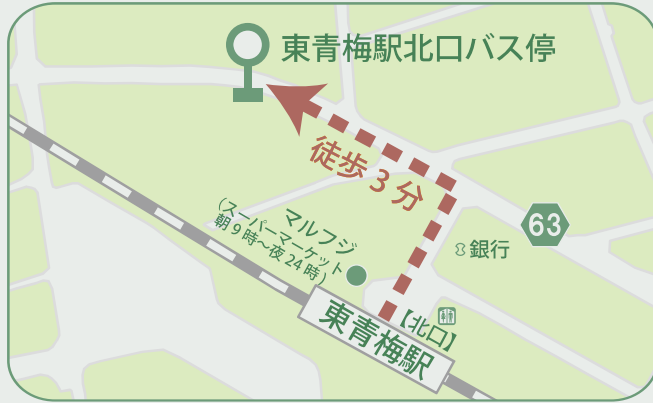 東青梅駅北口バス停
徒歩3分
63
マルフジ
(スーパーマーケット
朝9時〜夜24時)
銀行
【北口】
東青梅駅